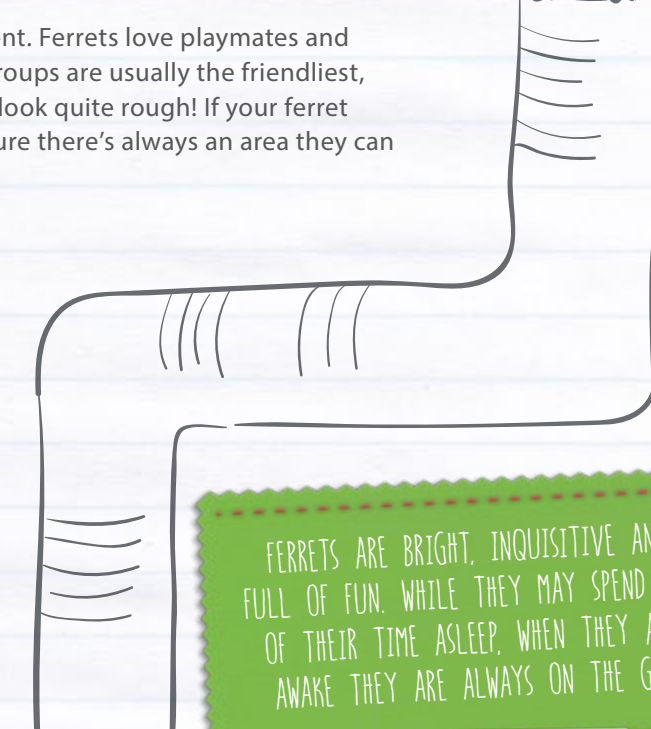 ent. Ferrets love playmates and
roups are usually the friendliest,
look quite rough! If your ferret
ure there's always an area they can
FERRETS ARE BRIGHT, INQUISITIVE AN
FULL OF FUN. WHILE THEY MAY SPEND
OF THEIR TIME ASLEEP, WHEN THEY A
AWAKE THEY ARE ALWAYS ON THE G